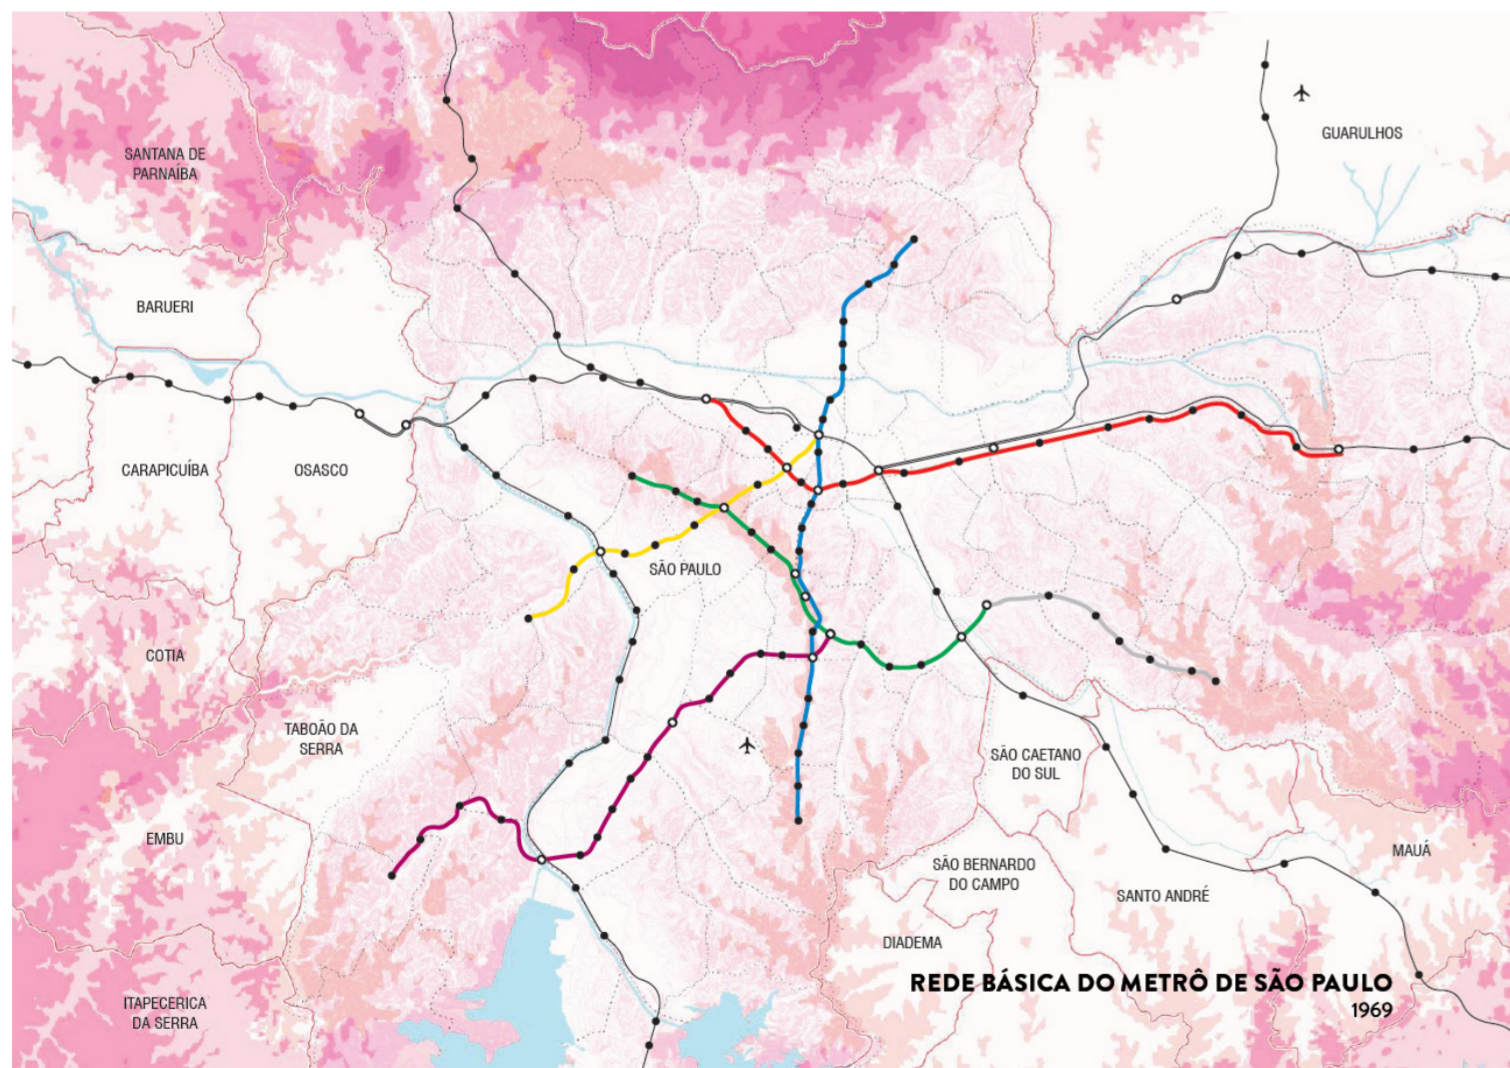 SANTANA DE
PARNAÍBA
GUARULHOS
BARUERI
CARAPICUÍBA
OSASCO
SÃO PAULO
COTIA
TABOÃO DA
SERRA
SÃO CAETANO
DO SUL
EMBU
MAUÁ
SÃO BERNARDO
DO CAMPO
SANTO ANDRÉ
DIADEMA
ITAPECERICA
DA SERRA
REDE BÁSICA DO METRÔ DE SÃO PAULO
1969